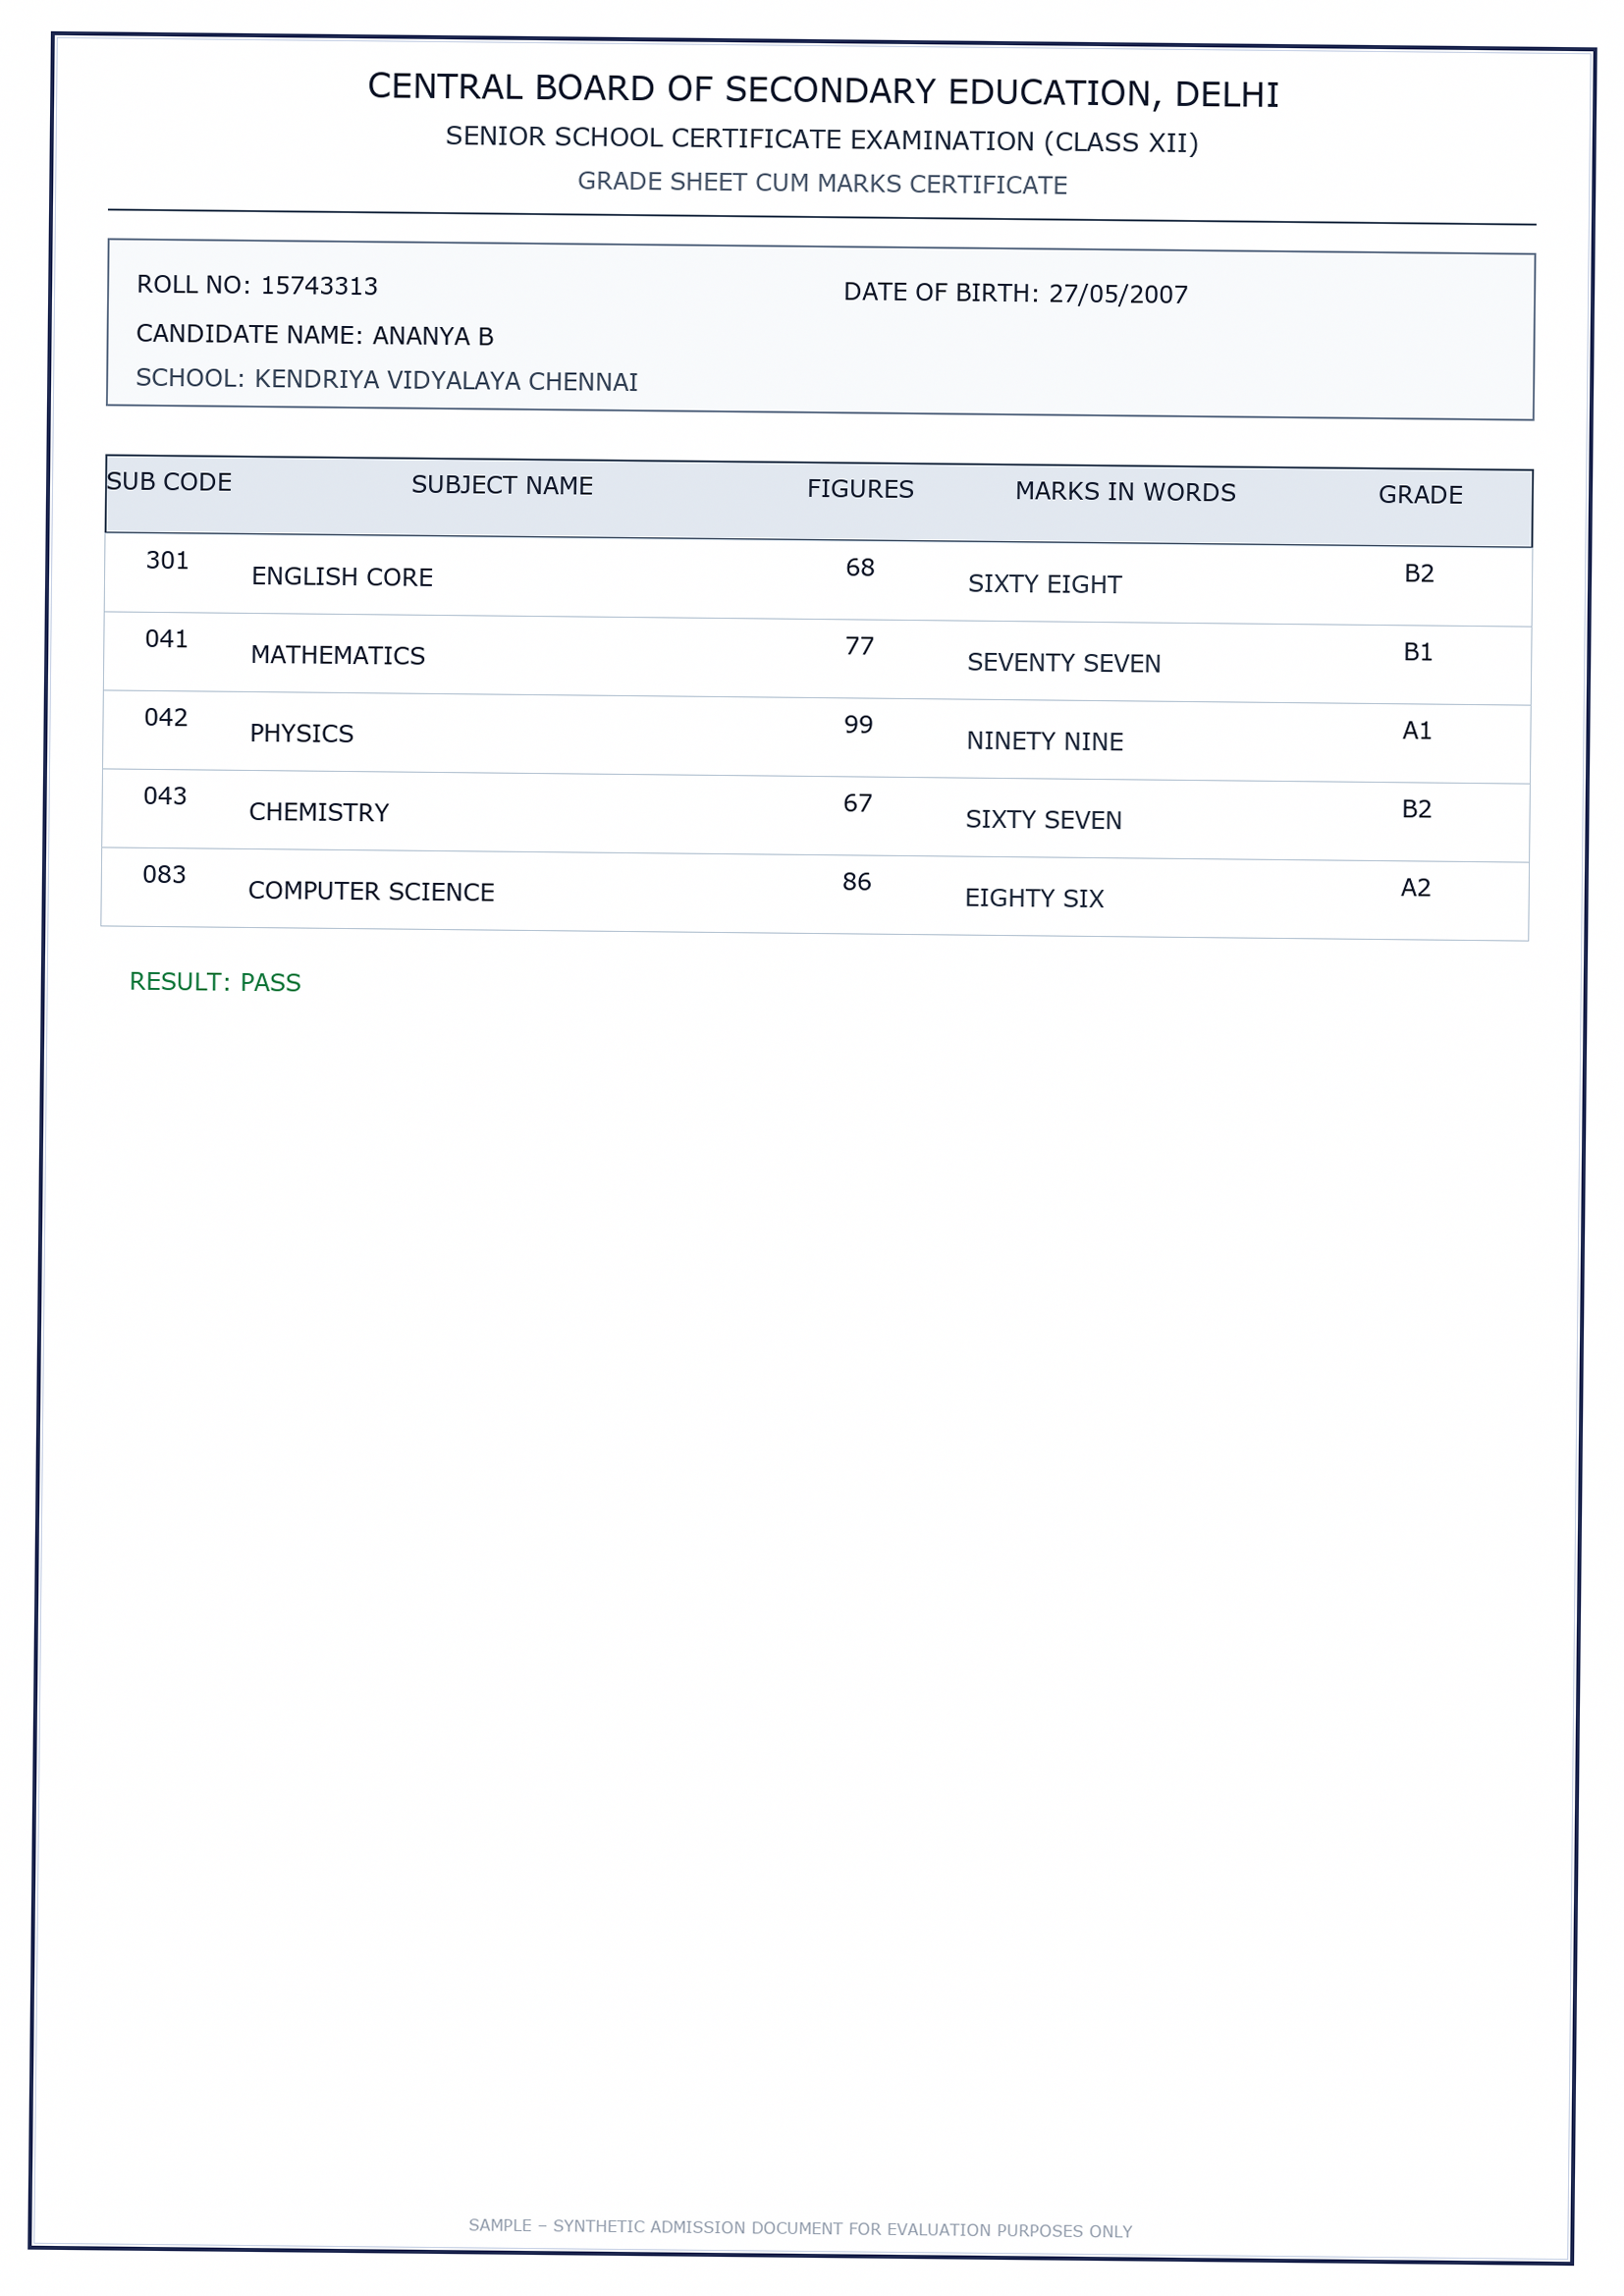 CENTRAL BOARD OF SECONDARY EDUCATION, DELHI
SENIOR SCHOOL CERTIFICATE EXAMINATION (CLASS XII)
GRADE SHEET CUM MARKS CERTIFICATE
ROLL NO: 15743313 DATE OF BIRTH: 27/05/2007
CANDIDATE NAME: ANANYA B
SCHOOL: KENDRIYA VIDYALAYA CHENNAI
SUB CODE SUBJECT NAME FIGURES MARKS IN WORDS GRADE
301 ENGLISH CORE 68 SIXTY EIGHT B2
041 MATHEMATICS 77 SEVENTY SEVEN B1
042 PHYSICS 99 NINETY NINE A1
043 CHEMISTRY 67 SIXTY SEVEN B2
083 COMPUTER SCIENCE 86 EIGHTY SIX A2
RESULT: PASS
SAMPLE – SYNTHETIC ADMISSION DOCUMENT FOR EVALUATION PURPOSES ONLY